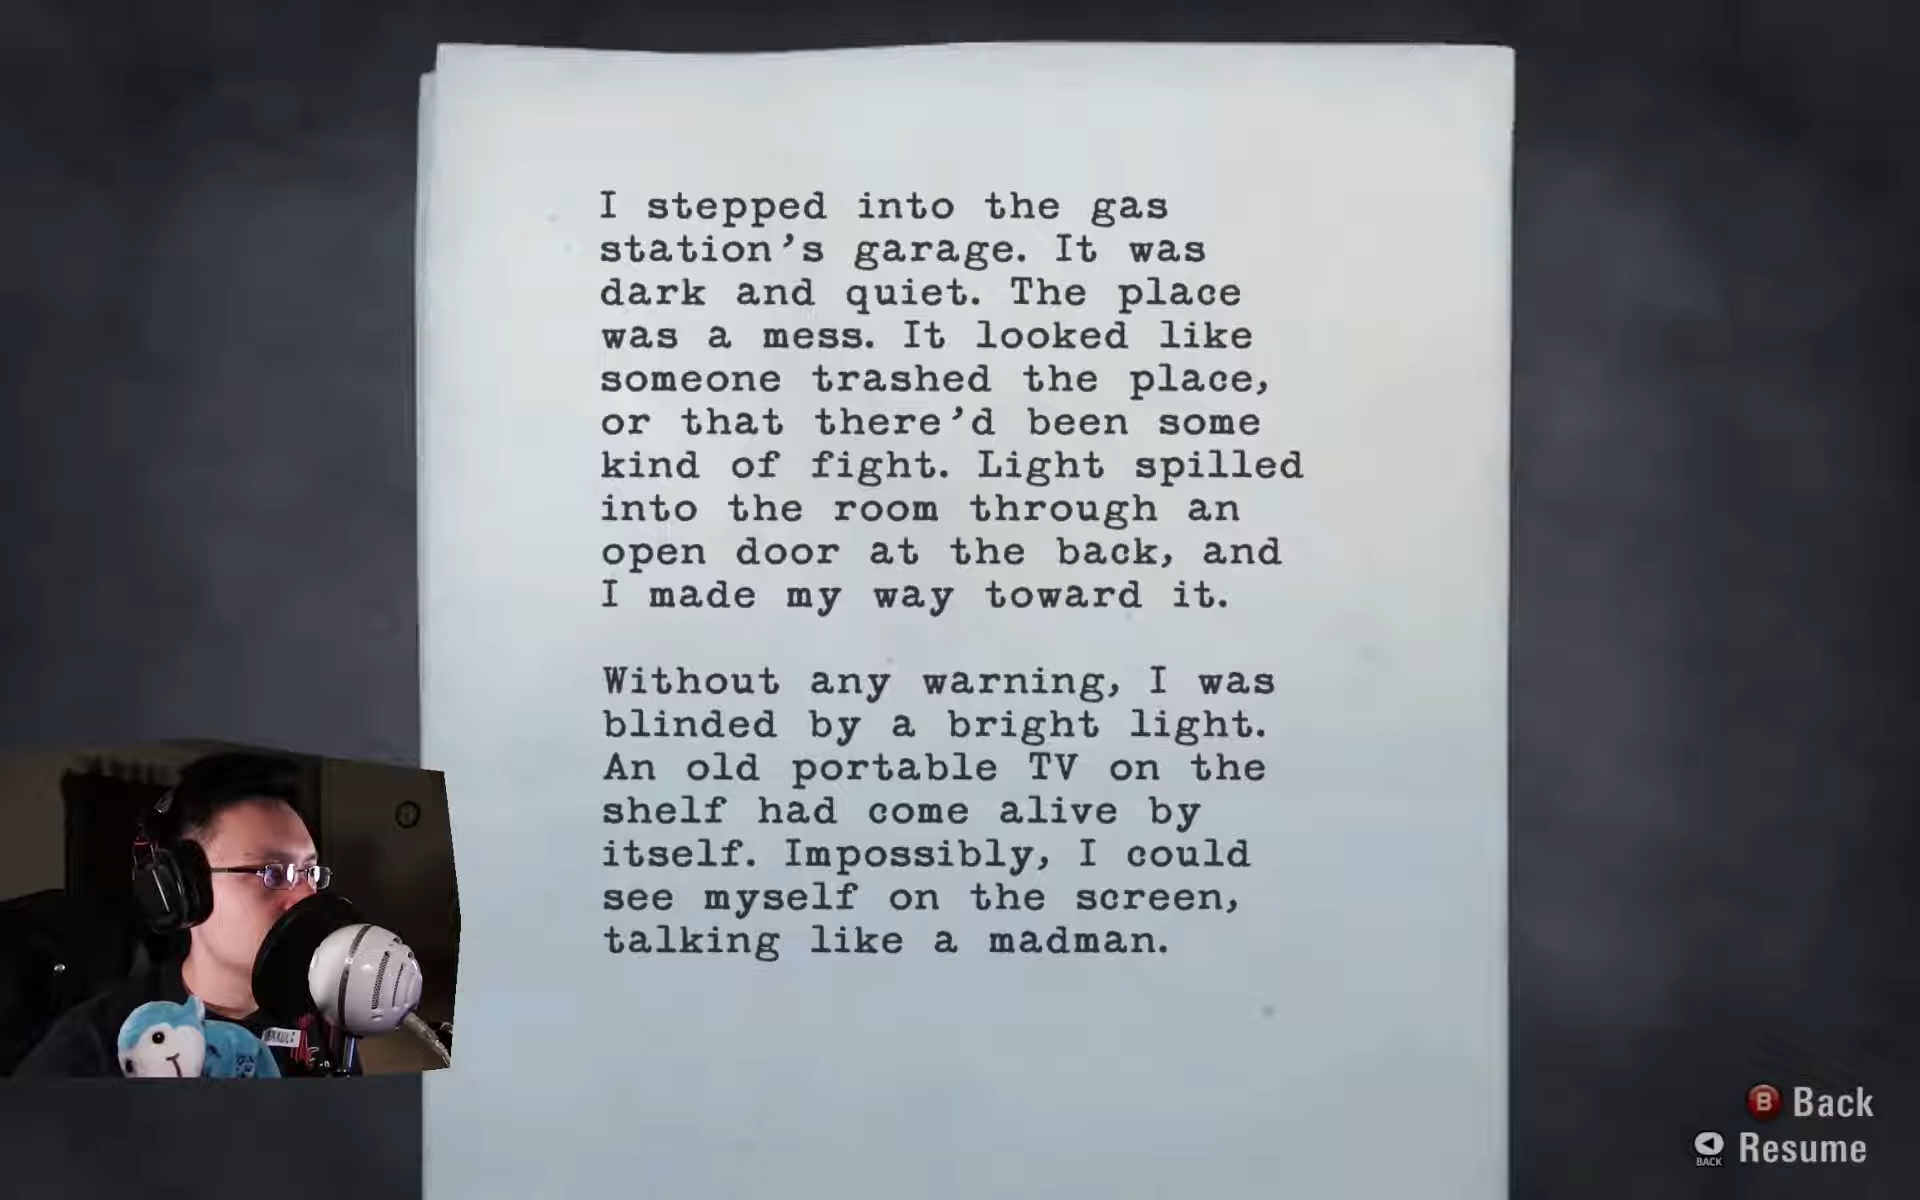 I stepped into the gas
station’s garage. It was
dark and quiet. The place
was a mess. It looked like
someone trashed the place,
or that there’d been some
kind of fight. Light spilled
into the room through an
open door at the back, and
I made my way toward it.
Without any warning, I was
blinded by a bright light.
An old portable TV on the
shelf had come alive by
itself. Impossibly, I could
see myself on the screen,
talking like a madman.
B Back
BACK Resume